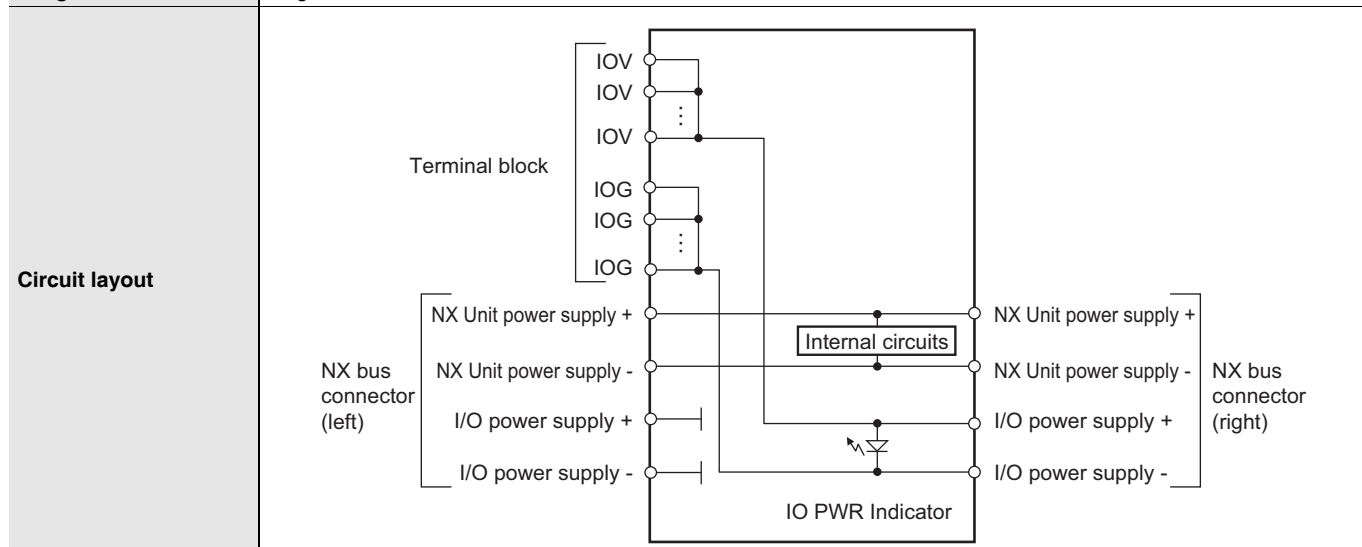 Circuit layout
Terminal block
IOV
IOV
⋮
IOV
IOG
IOG
⋮
IOG
NX bus
connector
(left)
NX Unit power supply +
NX Unit power supply -
I/O power supply +
I/O power supply -
Internal circuits
IO PWR Indicator
NX Unit power supply +
NX Unit power supply -
I/O power supply +
I/O power supply -
NX bus
connector
(right)